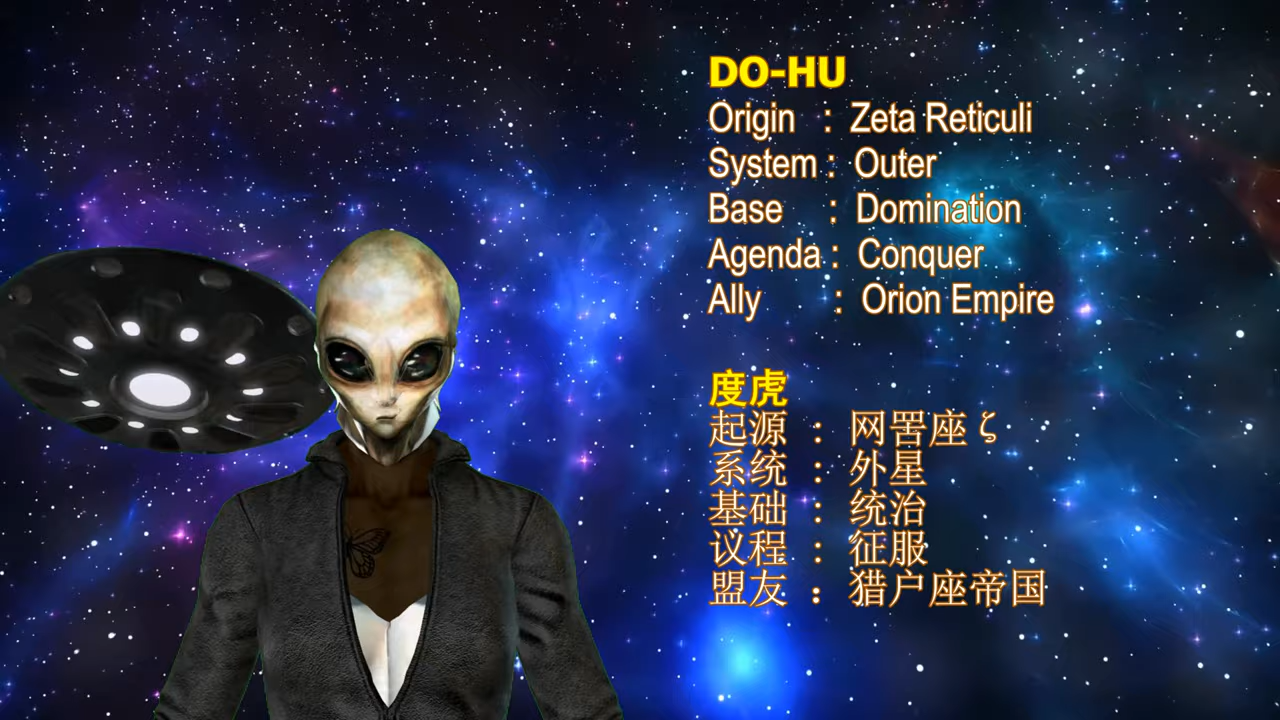 DO-HU
Origin : Zeta Reticuli
System : Outer
Base : Domination
Agenda : Conquer
Ally : Orion Empire
度虎
起源 : 网罟座 ζ
系统 : 外星
基础 : 统治
议程 : 征服
盟友 : 猎户座帝国